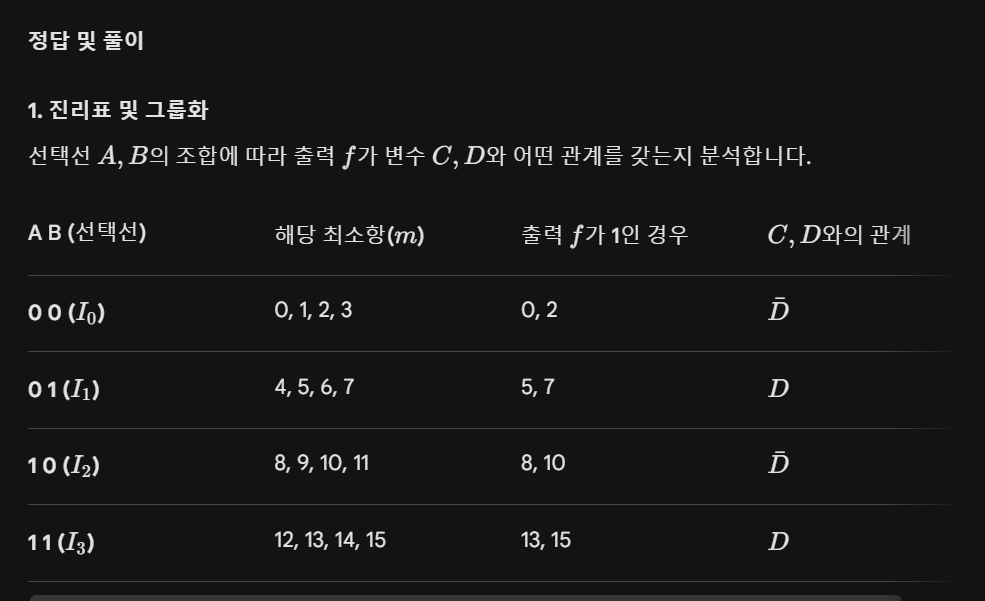 정답 및 풀이
1. 진리표 및 그룹화
선택선 A, B의 조합에 따라 출력 f가 변수 C, D와 어떤 관계를 갖는지 분석합니다.
A B (선택선) 해당 최소항(m) 출력 f가 1인 경우 C, D와의 관계
0 0 (I₀) 0, 1, 2, 3 0, 2 D̄
0 1 (I₁) 4, 5, 6, 7 5, 7 D
1 0 (I₂) 8, 9, 10, 11 8, 10 D̄
1 1 (I₃) 12, 13, 14, 15 13, 15 D